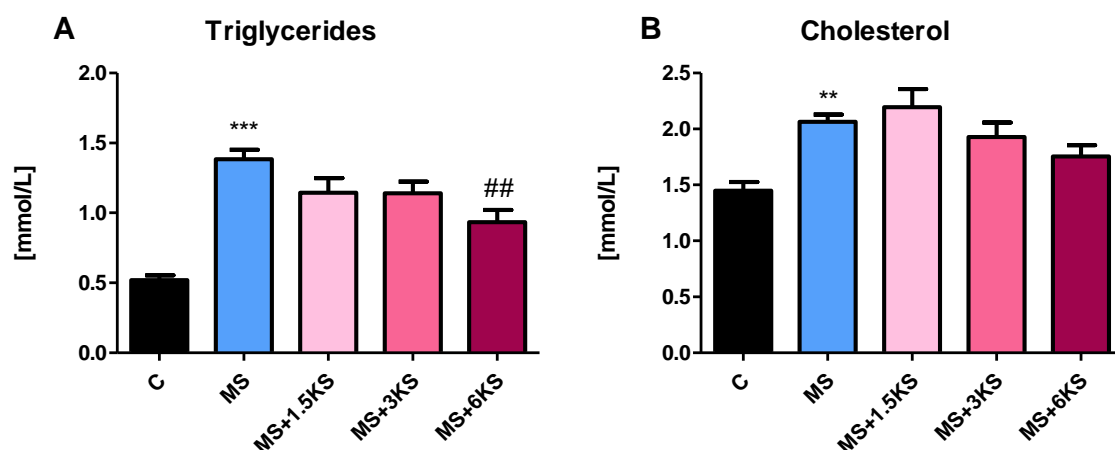 A
Triglycerides
[mmol/L]
2.0
1.5
1.0
0.5
0.0
***
##
C
MS
MS+1.5KS
MS+3KS
MS+6KS
B
Cholesterol
[mmol/L]
2.5
2.0
1.5
1.0
0.5
0.0
**
C
MS
MS+1.5KS
MS+3KS
MS+6KS